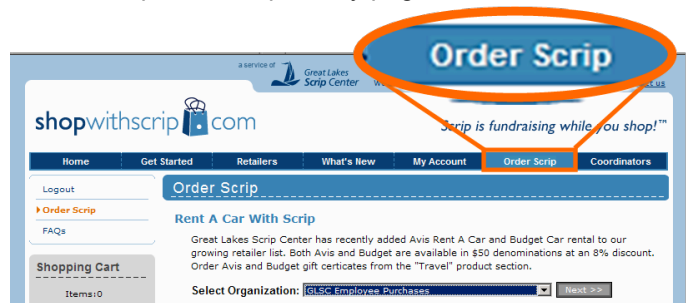 Order Scrip
a service of
Great Lakes
Scrip Center
shopwithscrip com
Scrip is fundraising while you shop!™
Home Get Started Retailers What's New My Account Order Scrip Coordinators
Logout
Order Scrip
FAQs
Shopping Cart
Items:0
Order Scrip
Rent A Car With Scrip
Great Lakes Scrip Center has recently added Avis Rent A Car and Budget Car rental to our
growing retailer list. Both Avis and Budget are available in $50 denominations at an 8% discount.
Order Avis and Budget gift certicates from the "Travel" product section.
Select Organization: GLSC Employee Purchases Next >>